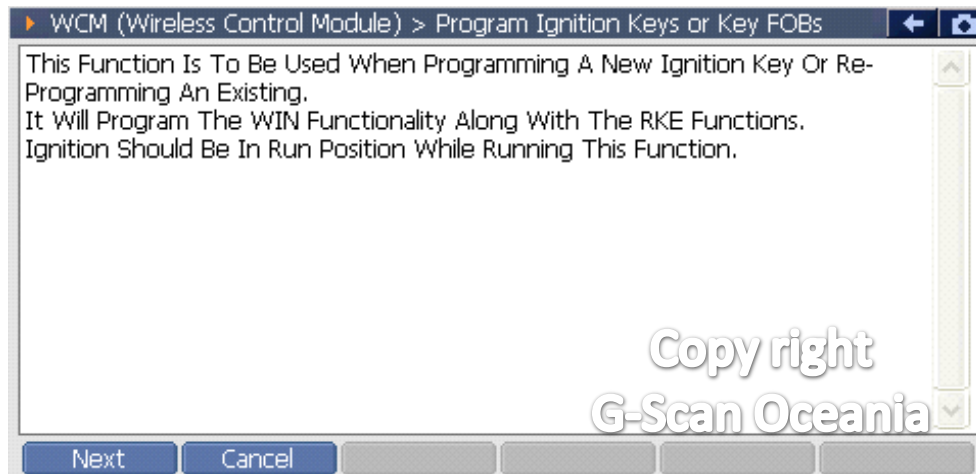 WCM (Wireless Control Module) > Program Ignition Keys or Key FOBs
This Function Is To Be Used When Programming A New Ignition Key Or Re-
Programming An Existing.
It Will Program The WIN Functionality Along With The RKE Functions.
Ignition Should Be In Run Position While Running This Function.
Copy right
G-Scan Oceania
Next Cancel